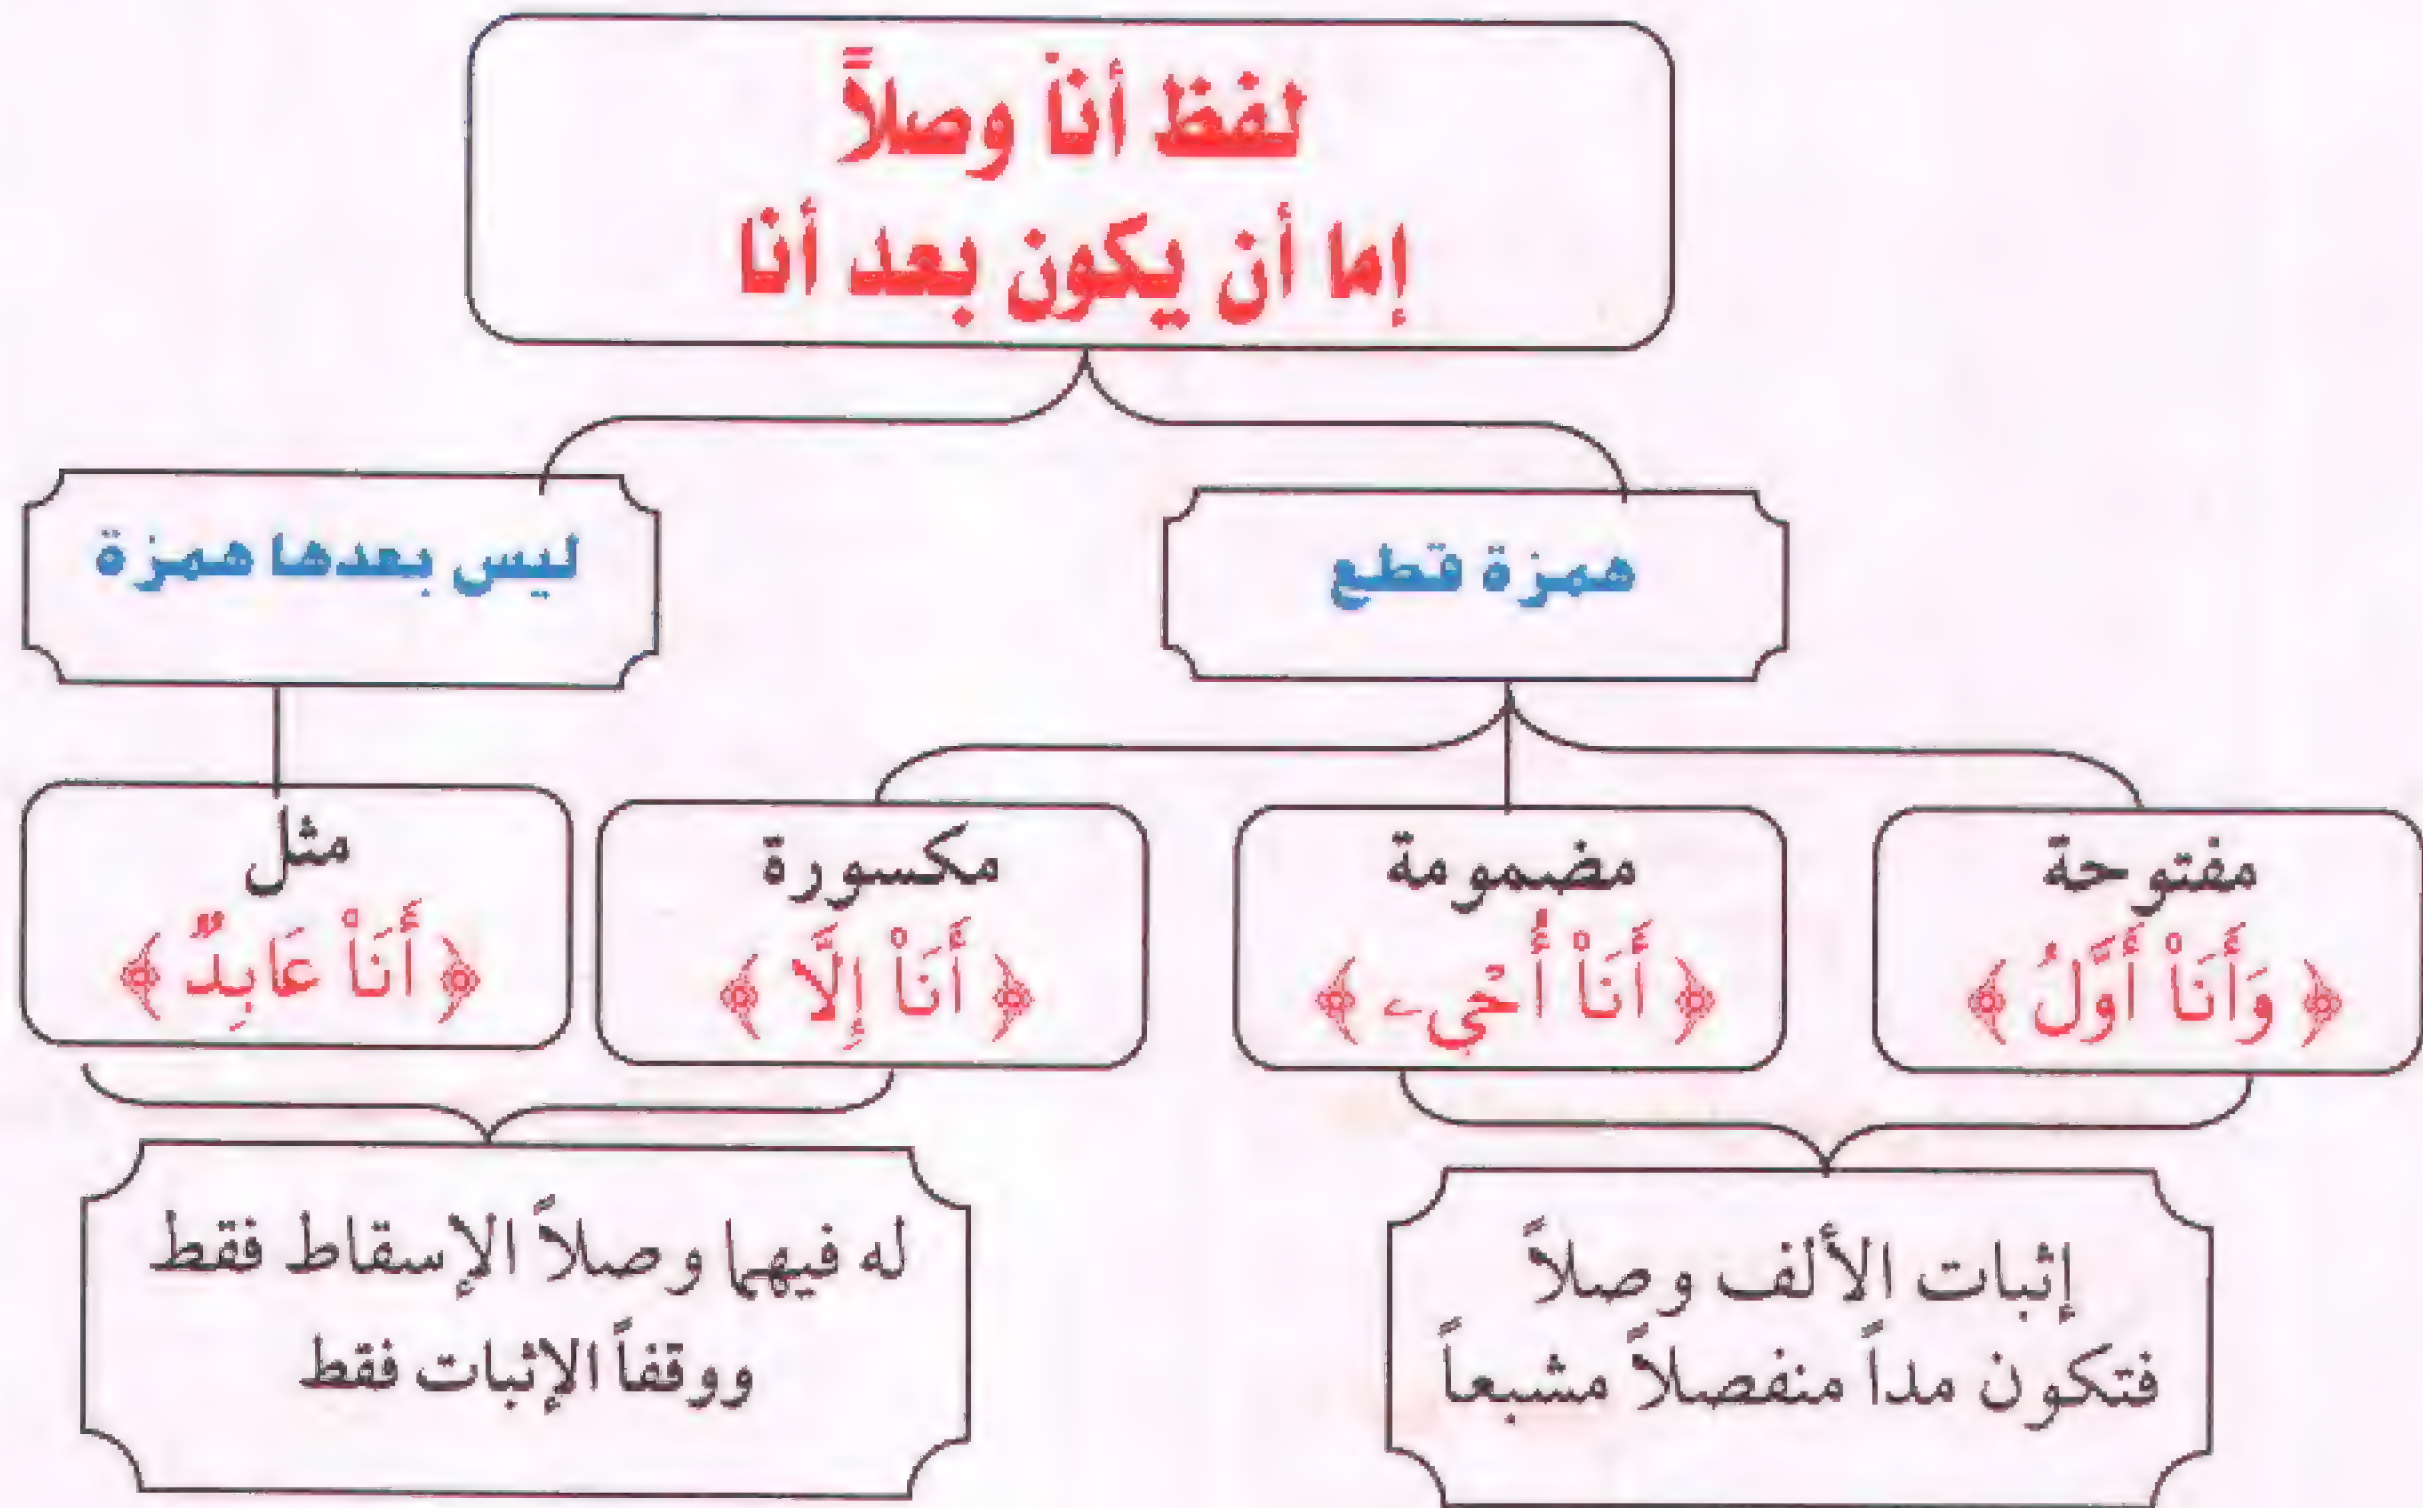 لفظ أناْ وصلاً
إما أن يكون بعد أنا
همزة قطع
ليس بعدها همزة
مفتوحة
﴿ وَأَنَا۠ أَوَّلُ ﴾
مضمومة
﴿ أَنَا۠ أُحْيِۦ ﴾
مكسورة
﴿ أَنَا۠ إِلَّا ﴾
مثل
﴿ أَنَا۠ عَابِدٌ ﴾
إثبات الألف وصلاً
فتكون مداً منفصلاً مشبعاً
له فيهما وصلاً الإسقاط فقط
ووقفاً الإثبات فقط